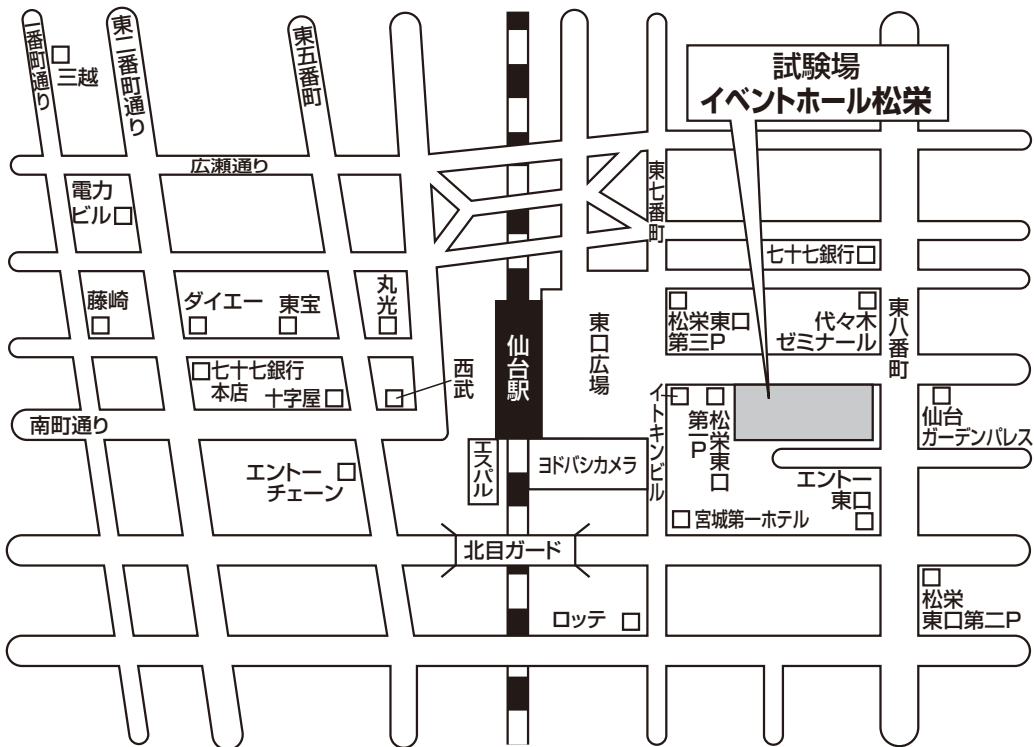 一番町通り
三越
東二番町通り
東五番町
試験場
イベントホール松栄
広瀬通り
電力
ビル
東七番町
七十七銀行
藤崎
ダイエー
東宝
丸光
仙台駅
東口広場
松栄東口
第三P
代々木
ゼミナール
東八番町
七十七銀行
本店
十字屋
西武
南町通り
イトキンビル
松栄東口
第一P
仙台
ガーデンパレス
エントー
チェーン
エスパル
ヨドバシカメラ
エントー
東口
宮城第一ホテル
北目ガード
ロッテ
松栄
東口第二P